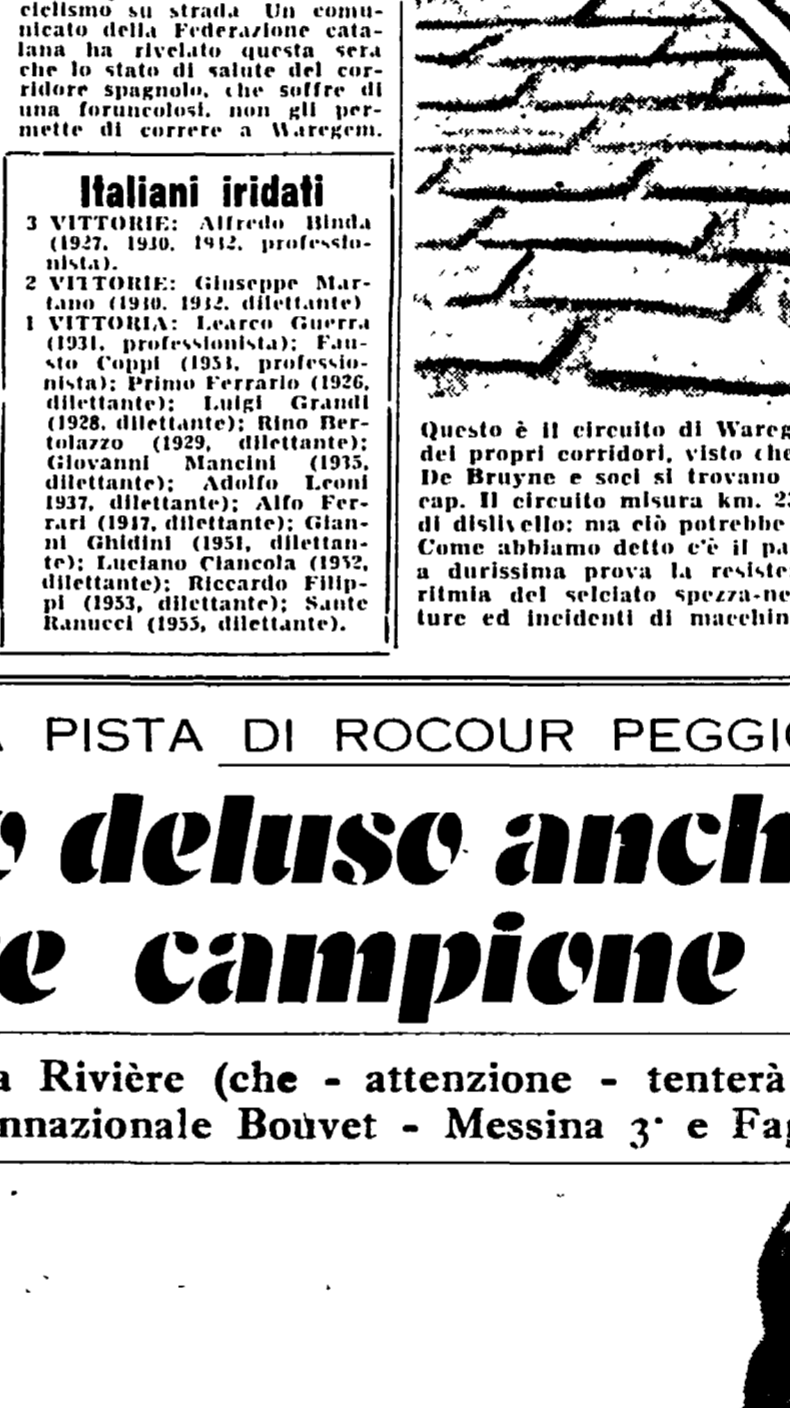 ciclismo su strada Un comu-
nicato della Federazione cata-
lana ha rivelato questa sera
che lo stato di salute del cor-
ridore spagnolo, che soffre di
una foruncolosi, non gli per-
mette di correre a Waregem.
Italiani iridati
3 VITTORIE: Alfredo Binda
(1927, 1930, 1932, professio-
nista).
2 VITTORIE: Giuseppe Mar-
tano (1930, 1932, dilettante)
1 VITTORIA: Learco Guerra
(1931, professionista); Fau-
sto Coppi (1953, professio-
nista); Primo Ferrario (1926,
dilettante); Luigi Grandi
(1928, dilettante); Rino Ber-
tolazzo (1929, dilettante);
Giovanni Mancini (1935,
dilettante); Adolfo Leoni
1937, dilettante); Alfo Fer-
rari (1947, dilettante); Gian-
ni Ghidini (1951, dilettan-
te); Luciano Ciancola (1952,
dilettante); Riccardo Filip-
pi (1953, dilettante); Sante
Ranucci (1955, dilettante).
Questo è il circuito di Wareg
dei propri corridori, visto che
De Bruyne e soci si trovano
cap. Il circuito misura km. 23
di dislivello: ma ciò potrebbe
Come abbiamo detto c'è il pa
a durissima prova la resiste
ritmia del selciato spezza-ne
ture ed incidenti di macchin
A PISTA DI ROCOUR PEGGIO
o deluso anch
e campione
a Rivière (che - attenzione - tenterà
nnazionale Bouvet - Messina 3· e Fag